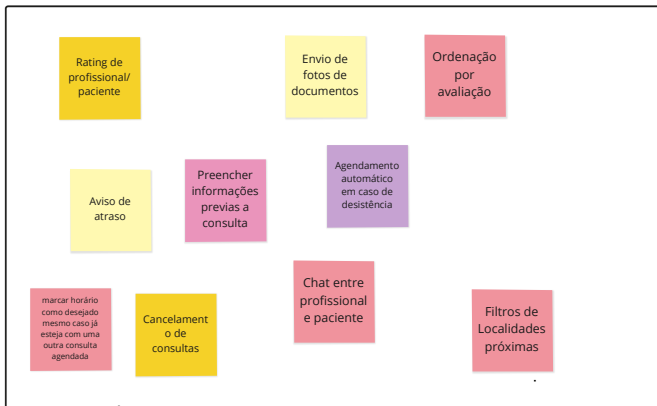 Rating de
profissional/
paciente
Envio de
fotos de
documentos
Ordenação
por
avaliação
Aviso de
atraso
Preencher
informações
previas a
consulta
Agendamento
automático
em caso de
desistência
marcar horário
como desejado
mesmo caso já
esteja com uma
outra consulta
agendada
Cancelament
o de
consultas
Chat entre
profissional
e paciente
Filtros de
Localidades
próximas
.